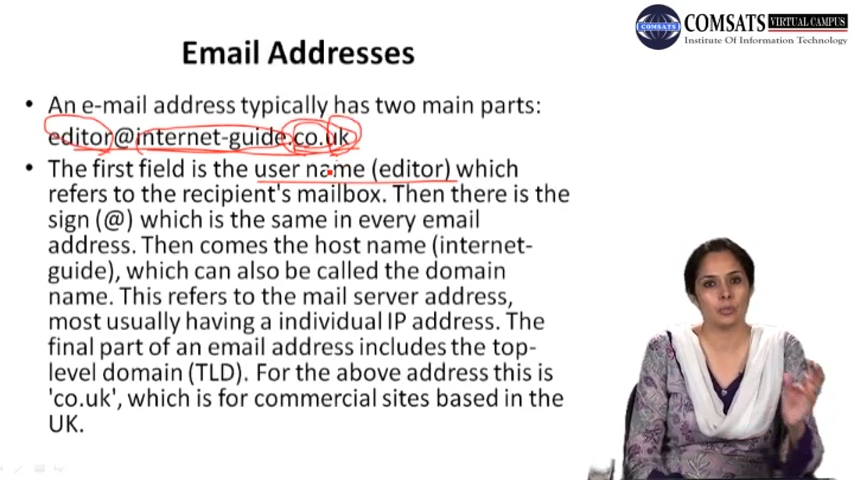 COMSATS VIRTUAL CAMPUS
COMSATS
Institute Of Information Technology
Email Addresses
• An e-mail address typically has two main parts:
editor@internet-guide.co.uk
• The first field is the user name (editor) which
refers to the recipient's mailbox. Then there is the
sign (@) which is the same in every email
address. Then comes the host name (internet-
guide), which can also be called the domain
name. This refers to the mail server address,
most usually having a individual IP address. The
final part of an email address includes the top-
level domain (TLD). For the above address this is
'co.uk', which is for commercial sites based in the
UK.